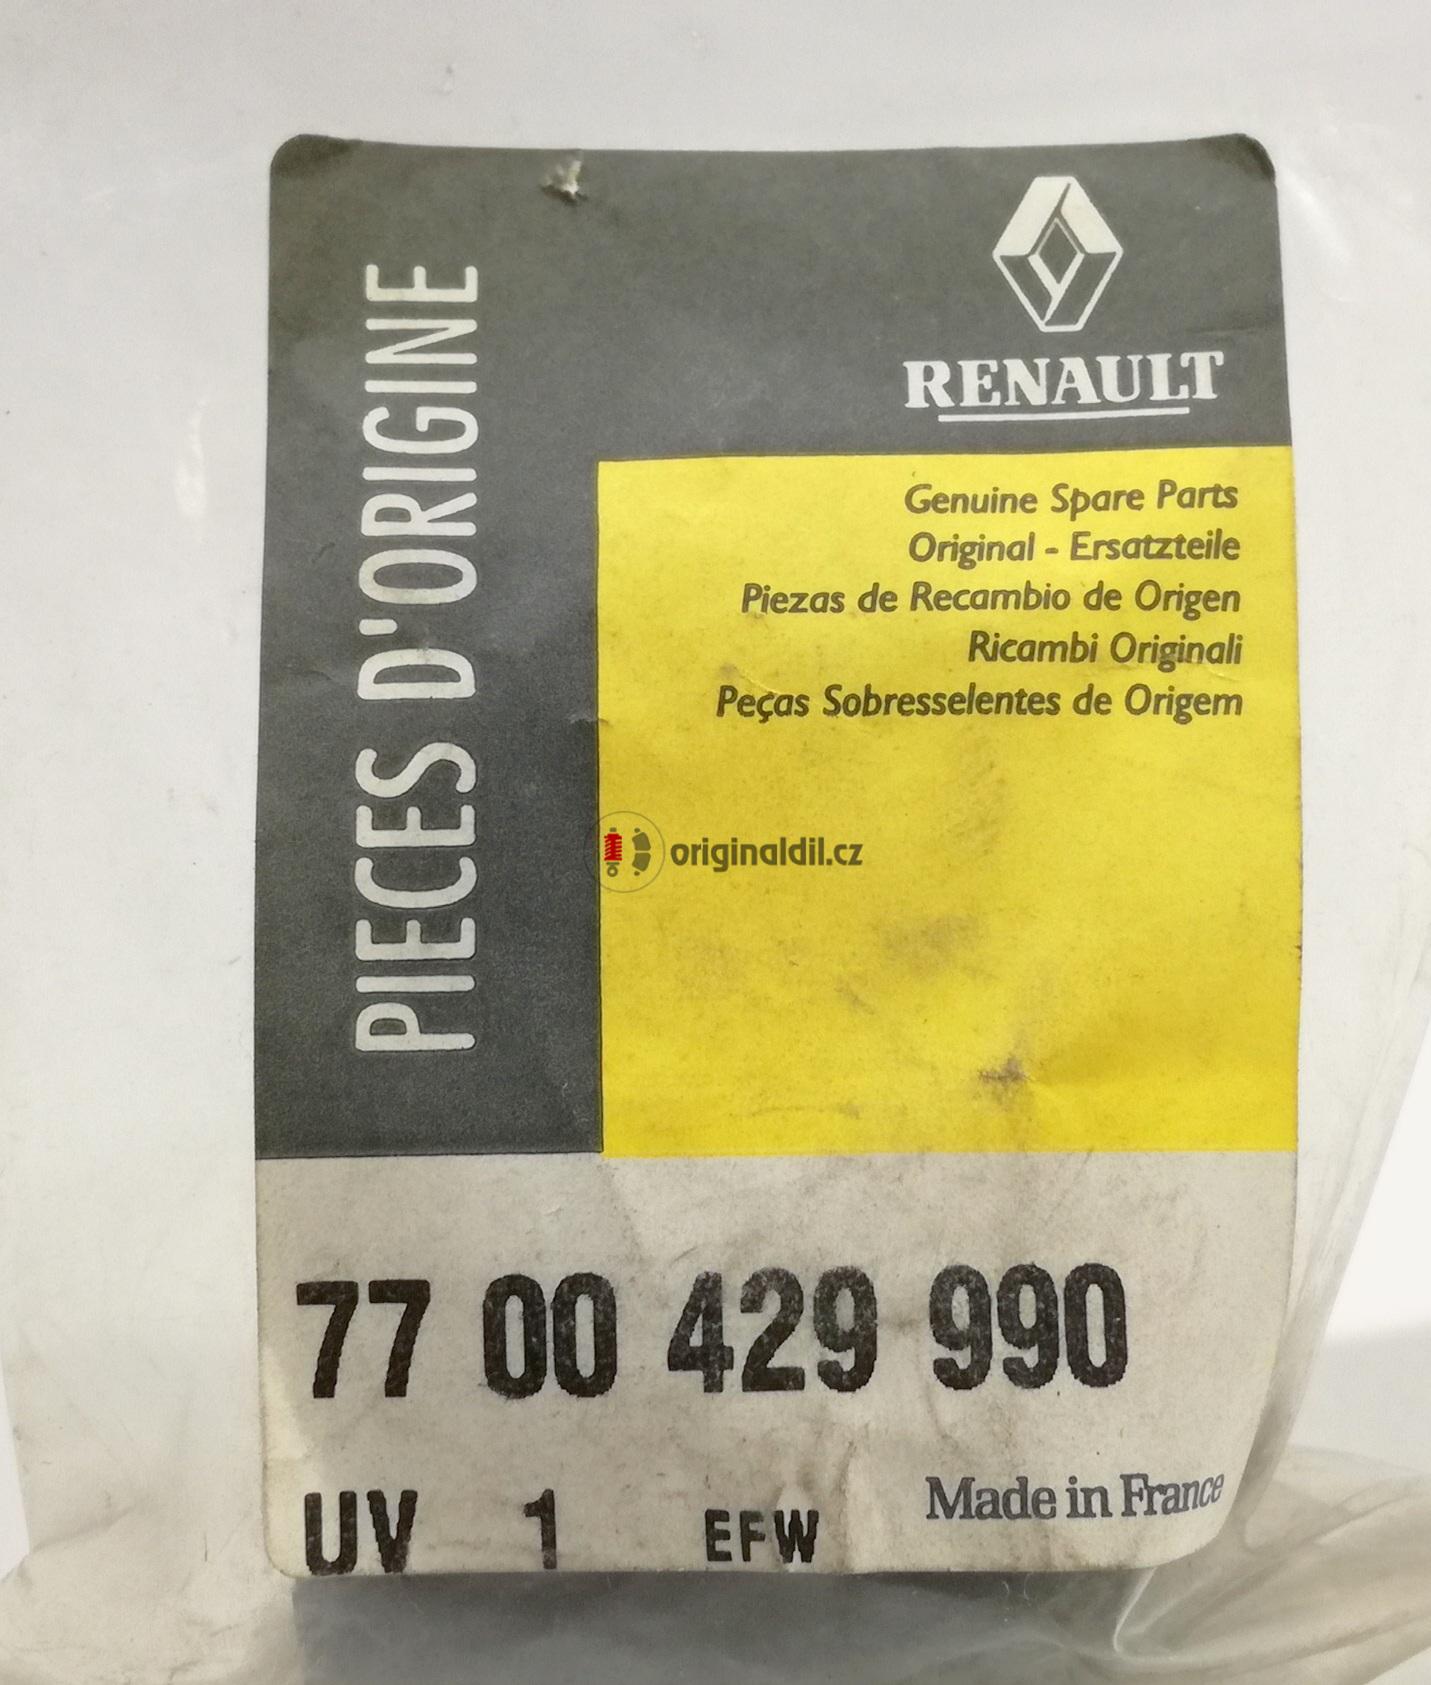 PIECES D'ORIGINE
RENAULT
Genuine Spare Parts
Original - Ersatzteile
Piezas de Recambio de Origen
Ricambi Originali
Peças Sobresselentes de Origem
originaldil.cz
77 00 429 990
UV 1 EFW
Made in France